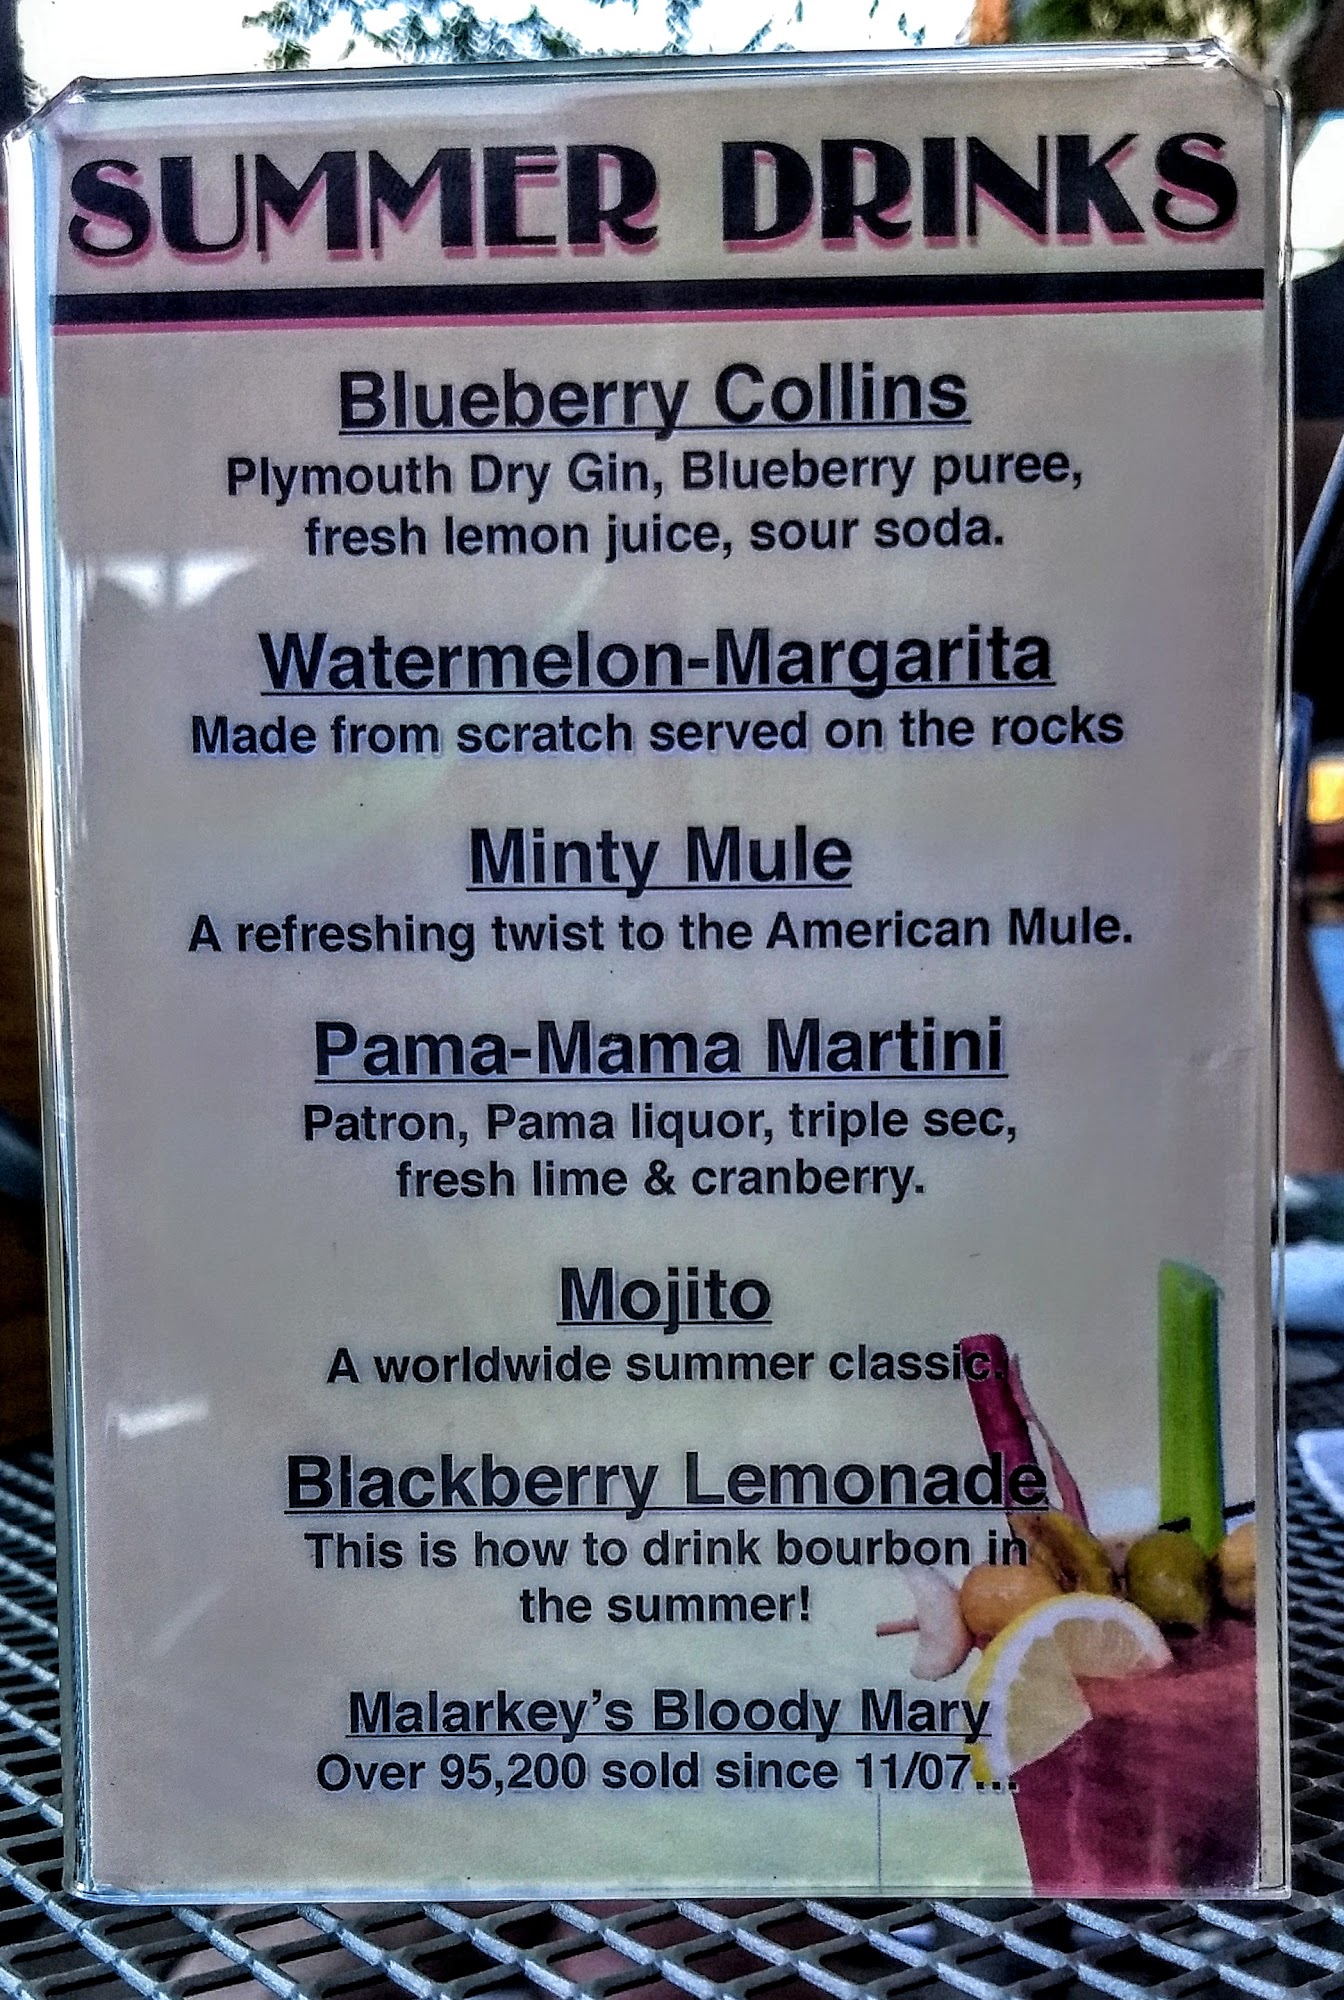 SUMMER DRINKS
Blueberry Collins
Plymouth Dry Gin, Blueberry puree,
fresh lemon juice, sour soda.
Watermelon-Margarita
Made from scratch served on the rocks
Minty Mule
A refreshing twist to the American Mule.
Pama-Mama Martini
Patron, Pama liquor, triple sec,
fresh lime & cranberry.
Mojito
A worldwide summer classic.
Blackberry Lemonade
This is how to drink bourbon in
the summer!
Malarkey's Bloody Mary
Over 95,200 sold since 11/07...